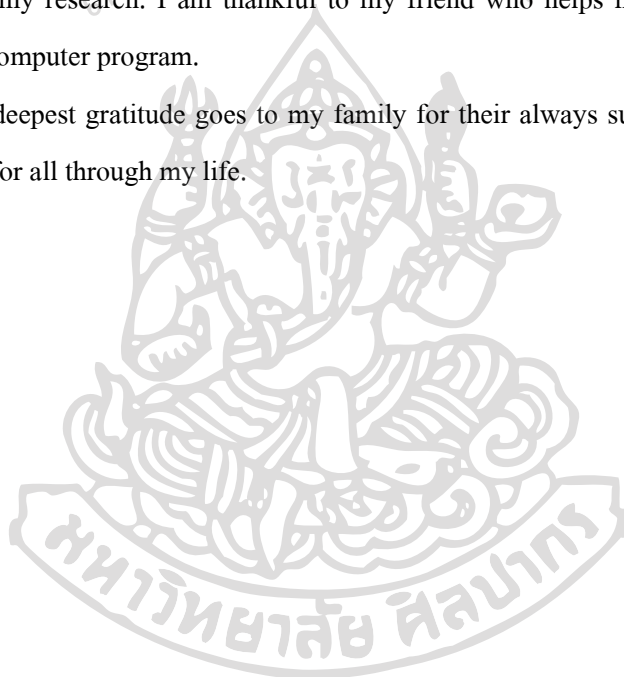 my research. I am thankful to my friend who helps
omputer program.
deepest gratitude goes to my family for their always
for all through my life.
มหาวิทยาลัย ศิลปากร